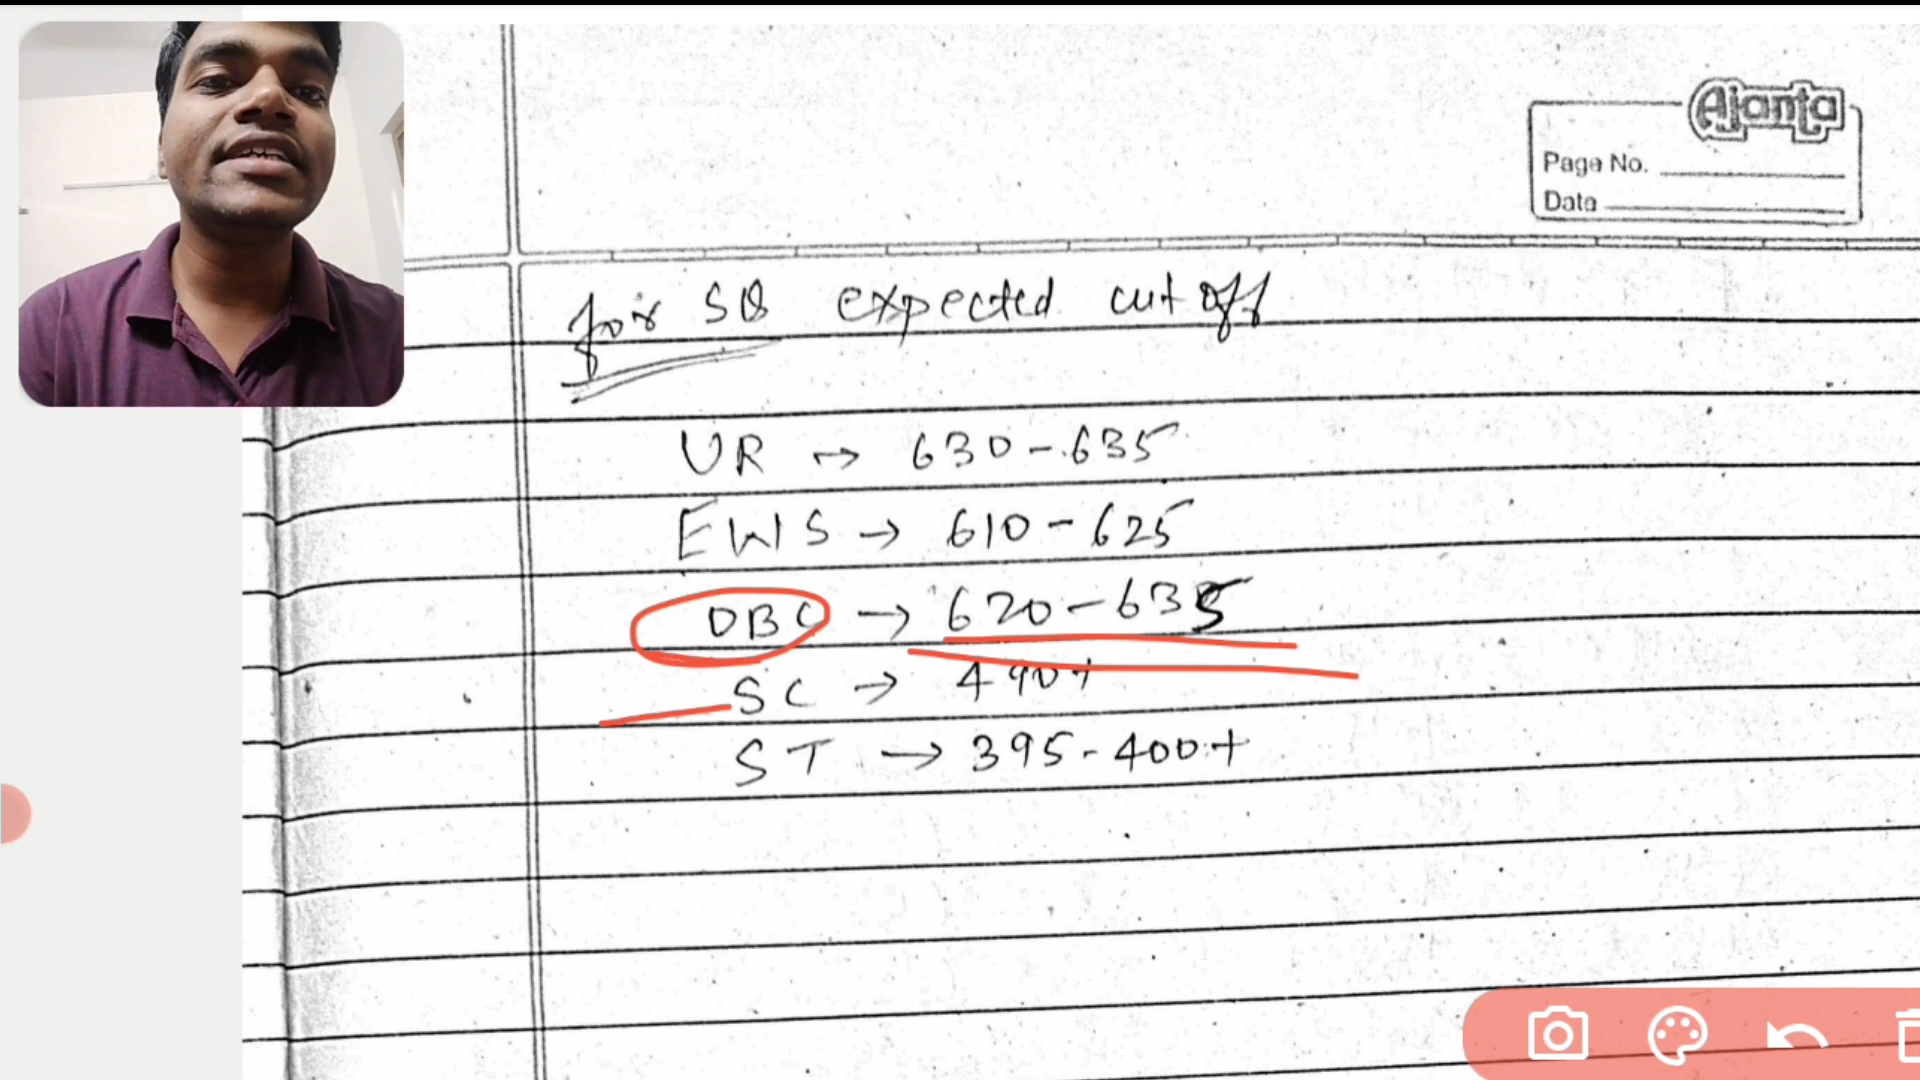 Ajanta
Page No.
Date
for SQ expected cut off
UR → 630-635
EWS → 610-625
OBC → 620-635
SC → 490+
ST → 395-400+